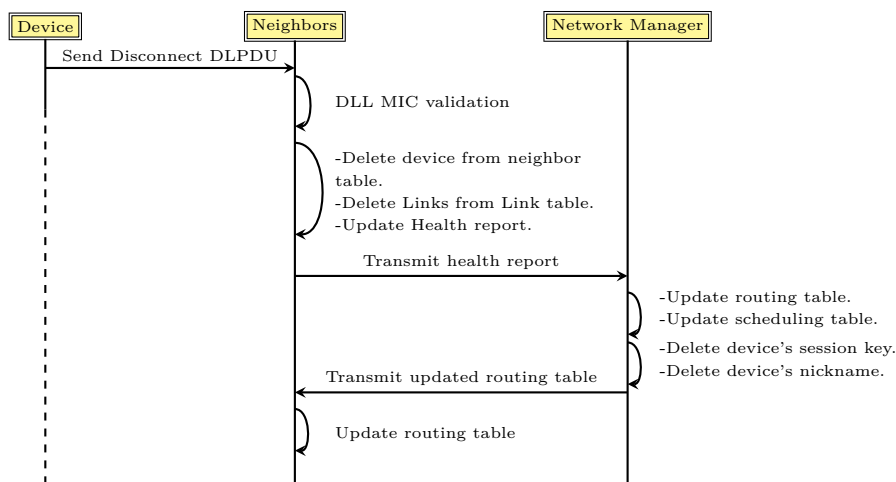 Device
Neighbors
Network Manager
Send Disconnect DLPDU
DLL MIC validation
-Delete device from neighbor
table.
-Delete Links from Link table.
-Update Health report.
Transmit health report
-Update routing table.
-Update scheduling table.
-Delete device's session key.
-Delete device's nickname.
Transmit updated routing table
Update routing table